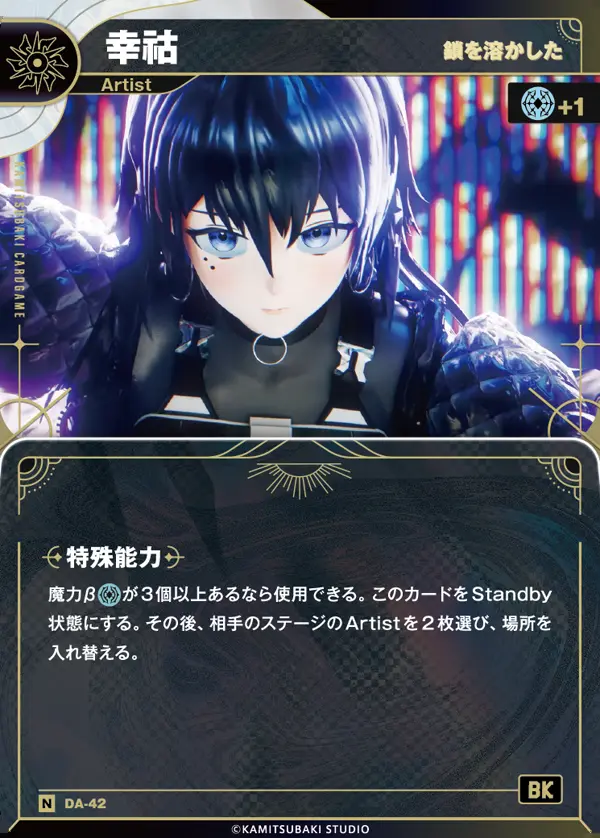 幸祜
鎖を溶かした
Artist
+1
KAMITSUBAKI CARDGAME
特殊能力
魔力βが3個以上あるなら使用できる。このカードをStandby
状態にする。その後、相手のステージのArtistを2枚選び、場所を
入れ替える。
BK
N DA-42
©KAMITSUBAKI STUDIO